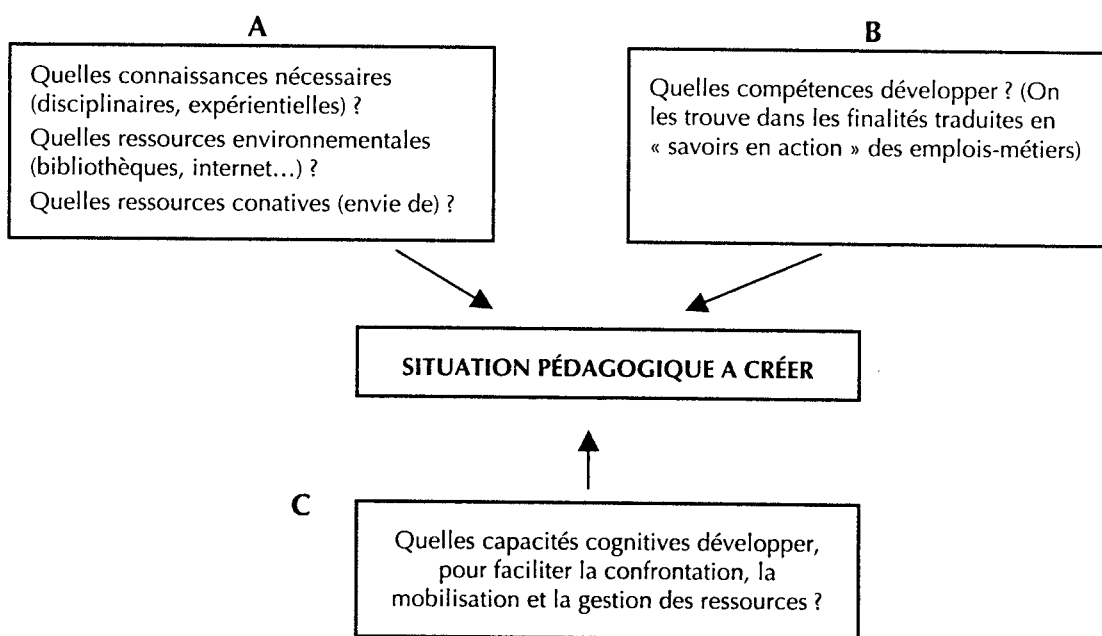 A
Quelles connaissances nécessaires
(disciplinaires, expérientielles) ?
Quelles ressources environnementales
(bibliothèques, internet…) ?
Quelles ressources conatives (envie de) ?
B
Quelles compétences développer ? (On
les trouve dans les finalités traduites en
« savoirs en action » des emplois-métiers)
SITUATION PÉDAGOGIQUE A CRÉER
C
Quelles capacités cognitives développer,
pour faciliter la confrontation, la
mobilisation et la gestion des ressources ?